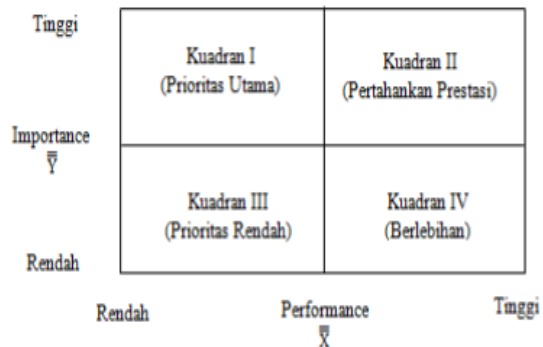 Tinggi
Kuadran I
(Prioritas Utama)
Kuadran II
(Pertahankan Prestasi)
Importance
Y̿
Kuadran III
(Prioritas Rendah)
Kuadran IV
(Berlebihan)
Rendah
Rendah
Performance
X̿
Tinggi